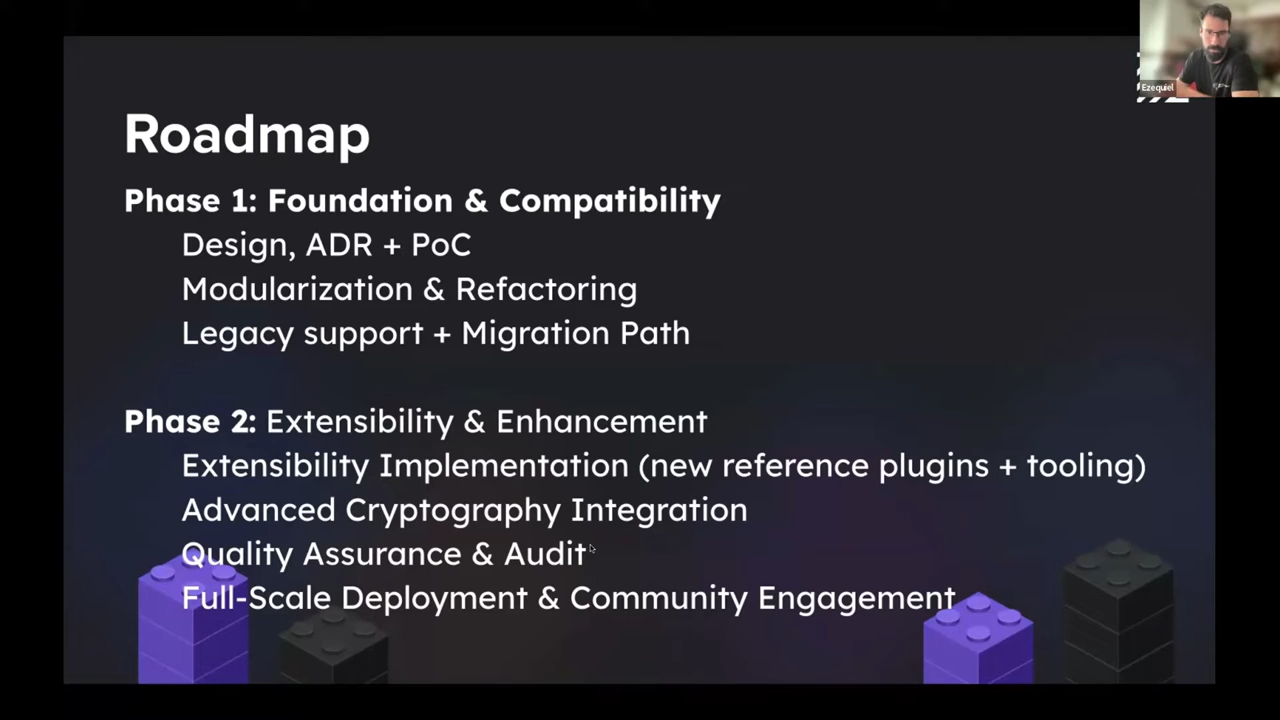 Ezequiel
Roadmap
Phase 1: Foundation & Compatibility
Design, ADR + PoC
Modularization & Refactoring
Legacy support + Migration Path
Phase 2: Extensibility & Enhancement
Extensibility Implementation (new reference plugins + tooling)
Advanced Cryptography Integration
Quality Assurance & Audit
Full-Scale Deployment & Community Engagement